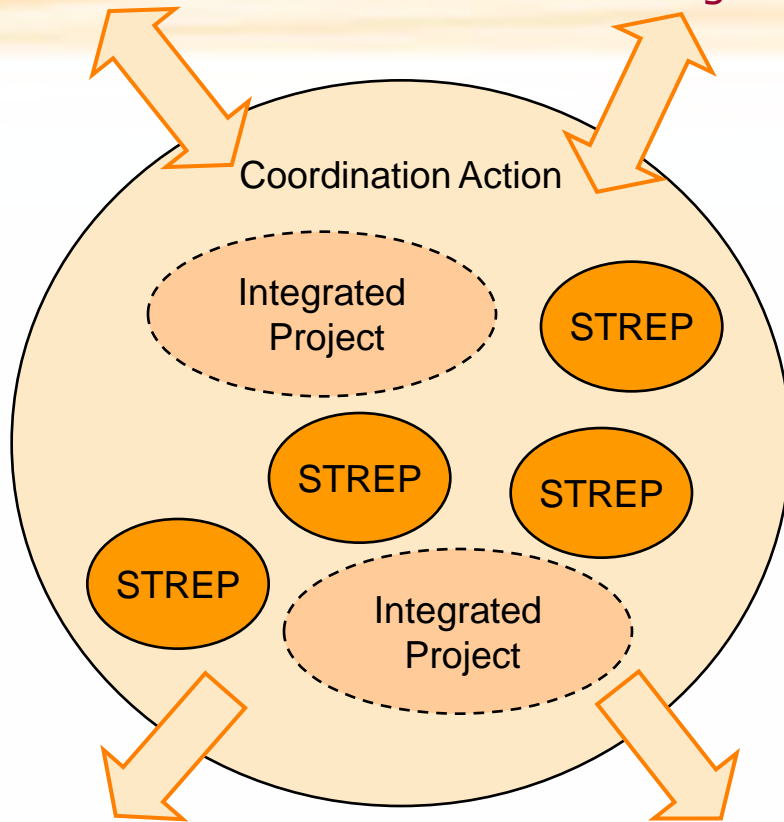 Coordination Action
Integrated
Project
STREP
STREP
STREP
STREP
Integrated
Project